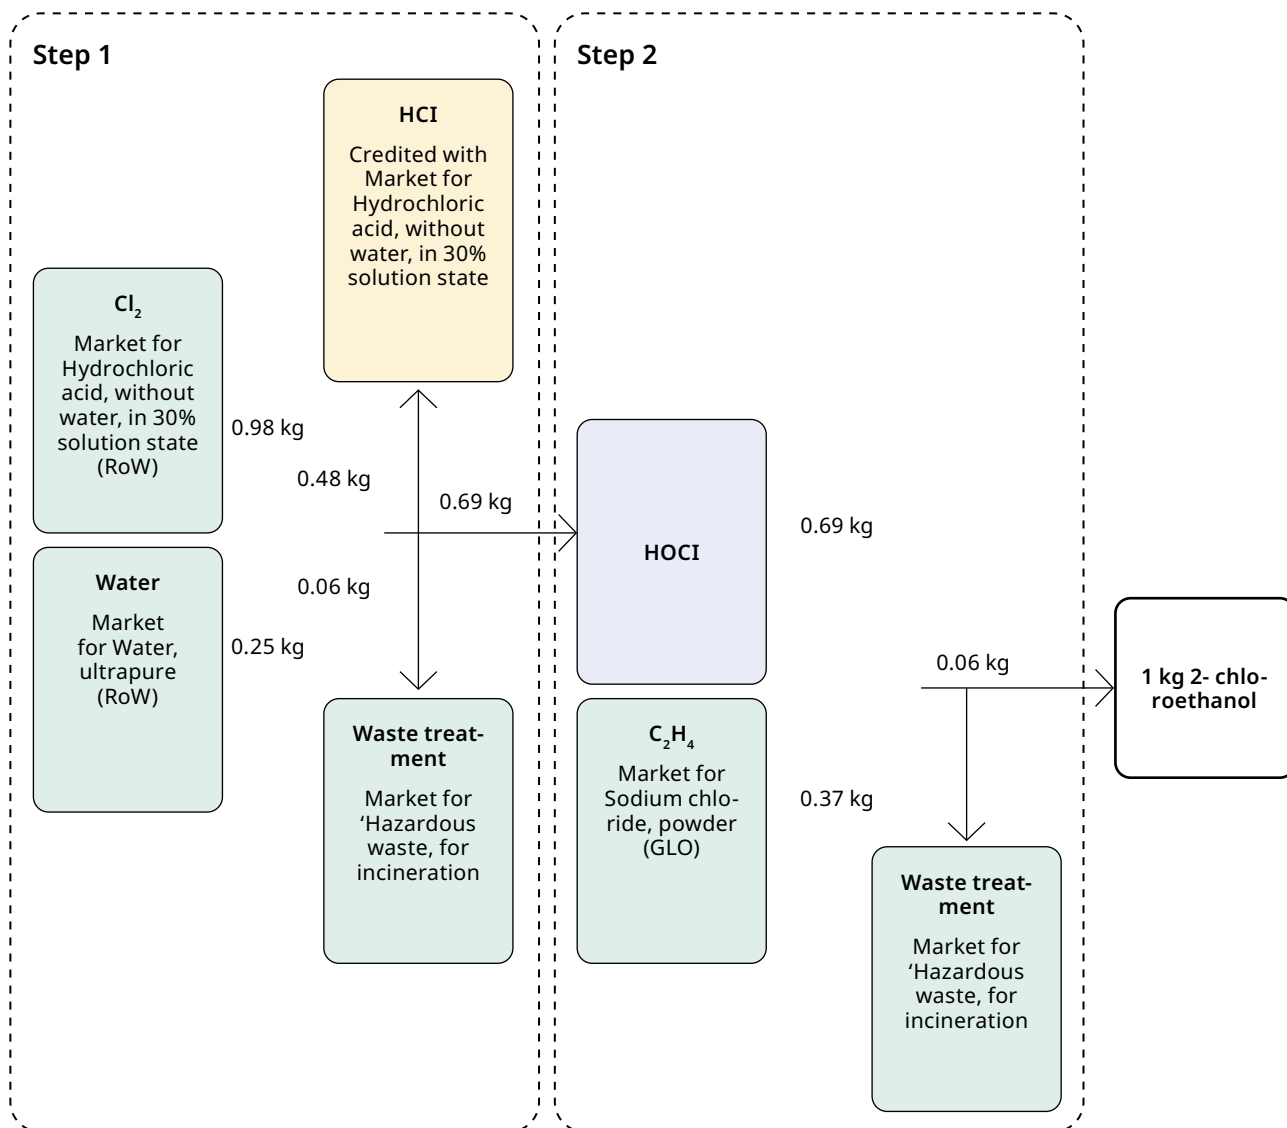 Step 1
HCI
Credited with
Market for
Hydrochloric
acid, without
water, in 30%
solution state
Cl₂
Market for
Hydrochloric
acid, without
water, in 30%
solution state
(RoW)
0.98 kg
0.48 kg
0.69 kg
0.06 kg
Water
Market
for Water,
ultrapure
(RoW)
0.25 kg
Waste treat-
ment
Market for
‘Hazardous
waste, for
incineration
Step 2
HOCI
0.69 kg
C₂H₄
Market for
Sodium chlo-
ride, powder
(GLO)
0.37 kg
0.06 kg
Waste treat-
ment
Market for
‘Hazardous
waste, for
incineration
1 kg 2- chlo-
roethanol